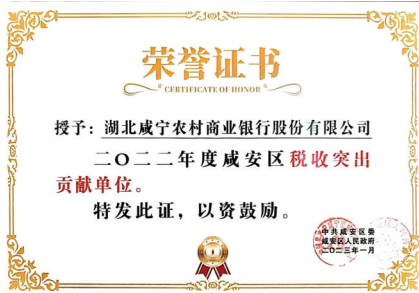 荣誉证书
CERTIFICATE OF HONOR
授予：湖北咸宁农村商业银行股份有限公司
二〇二二年度咸安区税收突出
贡献单位。
特发此证，以资鼓励。
中共咸安区委
咸安区人民政府
二〇二三年一月